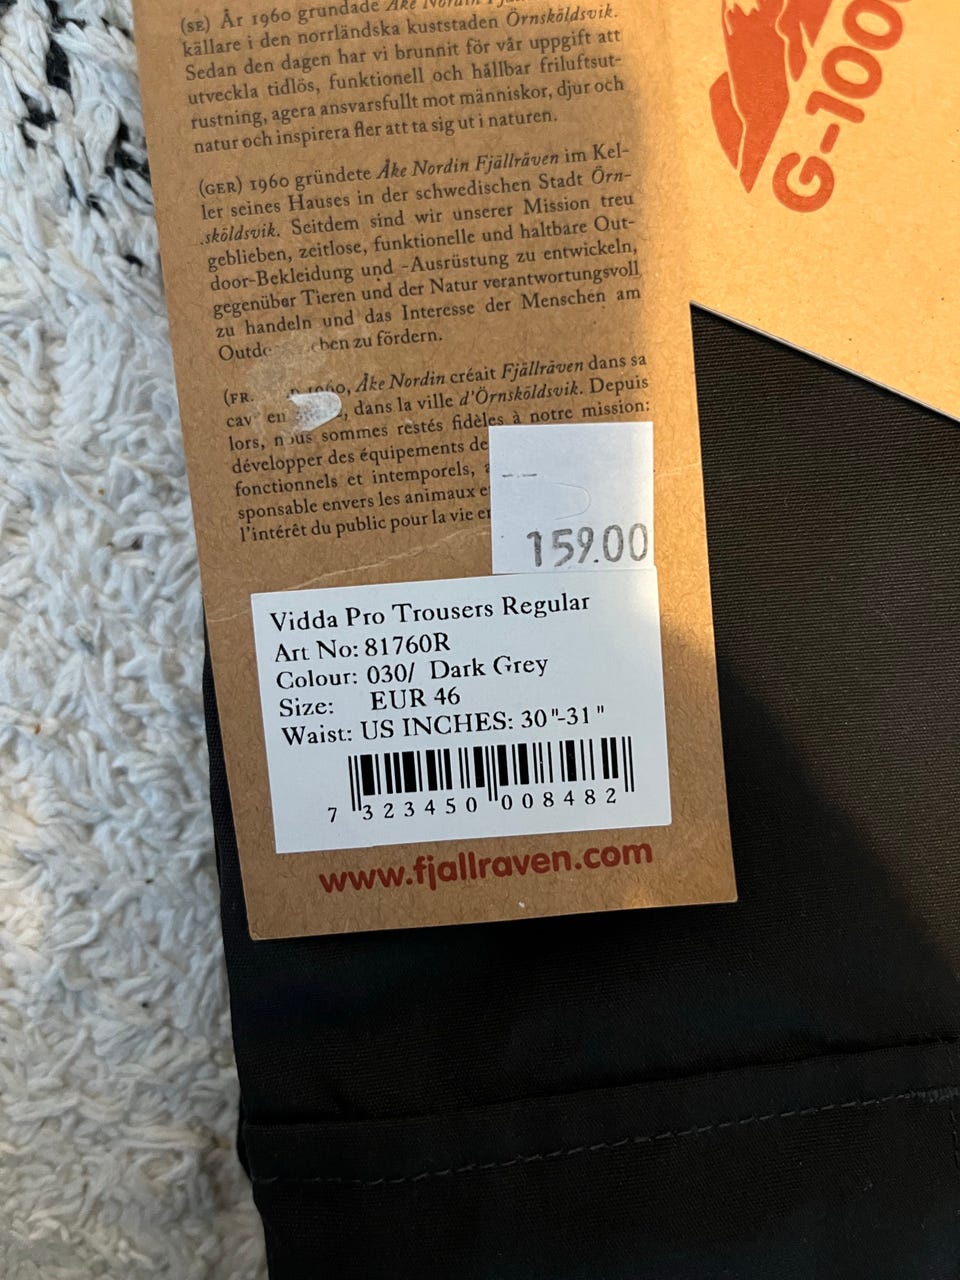 (SE) År 1960 grundade Åke Nordin
källare i den norrländska kuststaden Örnsköldsvik.
Sedan den dagen har vi brunnit för vår uppgift att
utveckla tidlös, funktionell och hållbar friluftsut-
rustning, agera ansvarsfullt mot människor, djur och
natur och inspirera fler att ta sig ut i naturen.
(GER) 1960 gründete Åke Nordin Fjällräven im Kel-
ler seines Hauses in der schwedischen Stadt Örn-
sköldsvik. Seitdem sind wir unserer Mission treu
geblieben, zeitlose, funktionelle und haltbare Out-
door-Bekleidung und -Ausrüstung zu entwickeln,
gegenüber Tieren und der Natur verantwortungsvoll
zu handeln und das Interesse der Menschen am
zu fördern.
(FR. 1960, Åke Nordin créait Fjällräven dans sa
en dans la ville d'Örnsköldsvik. Depuis
lors, nous sommes restés fidèles à notre mission:
développer des équipements de
fonctionnels et intemporels,
sponsable envers les animaux
l'intérêt du public pour la vie
159.00
Vidda Pro Trousers Regular
Art No: 81760R
Colour: 030/ Dark Grey
Size: EUR 46
Waist: US INCHES: 30"-31"
7 323450 008482
www.fjallraven.com
G-100